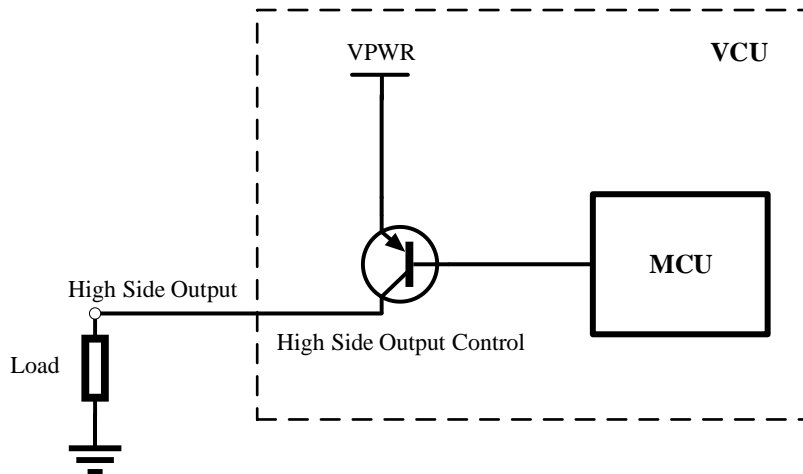 VPWR
VCU
MCU
High Side Output
High Side Output Control
Load